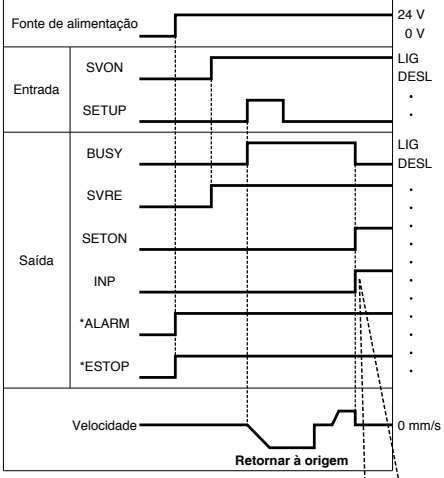 Fonte de alimentação
24 V
0 V
Entrada
SVON
LIG
DESL
SETUP
Saída
BUSY
LIG
DESL
SVRE
SETON
INP
*ALARM
*ESTOP
Velocidade
0 mm/s
Retornar à origem